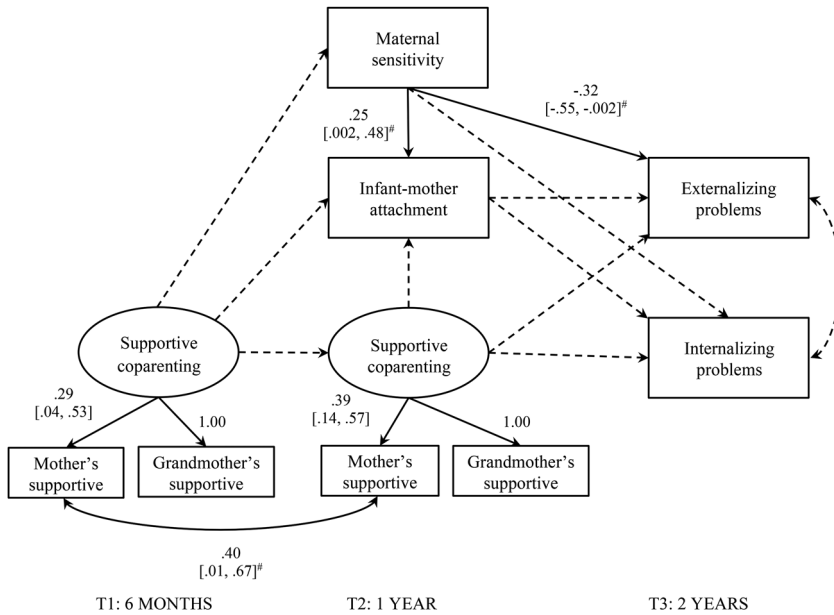 Maternal
sensitivity
-.32
[-.55, -.002]#
.25
[.002, .48]#
Infant-mother
attachment
Externalizing
problems
Supportive
coparenting
Supportive
coparenting
Internalizing
problems
.29
[.04, .53]
1.00
.39
[.14, .57]
1.00
Mother's
supportive
Grandmother's
supportive
Mother's
supportive
Grandmother's
supportive
.40
[.01, .67]#
T1: 6 MONTHS
T2: 1 YEAR
T3: 2 YEARS